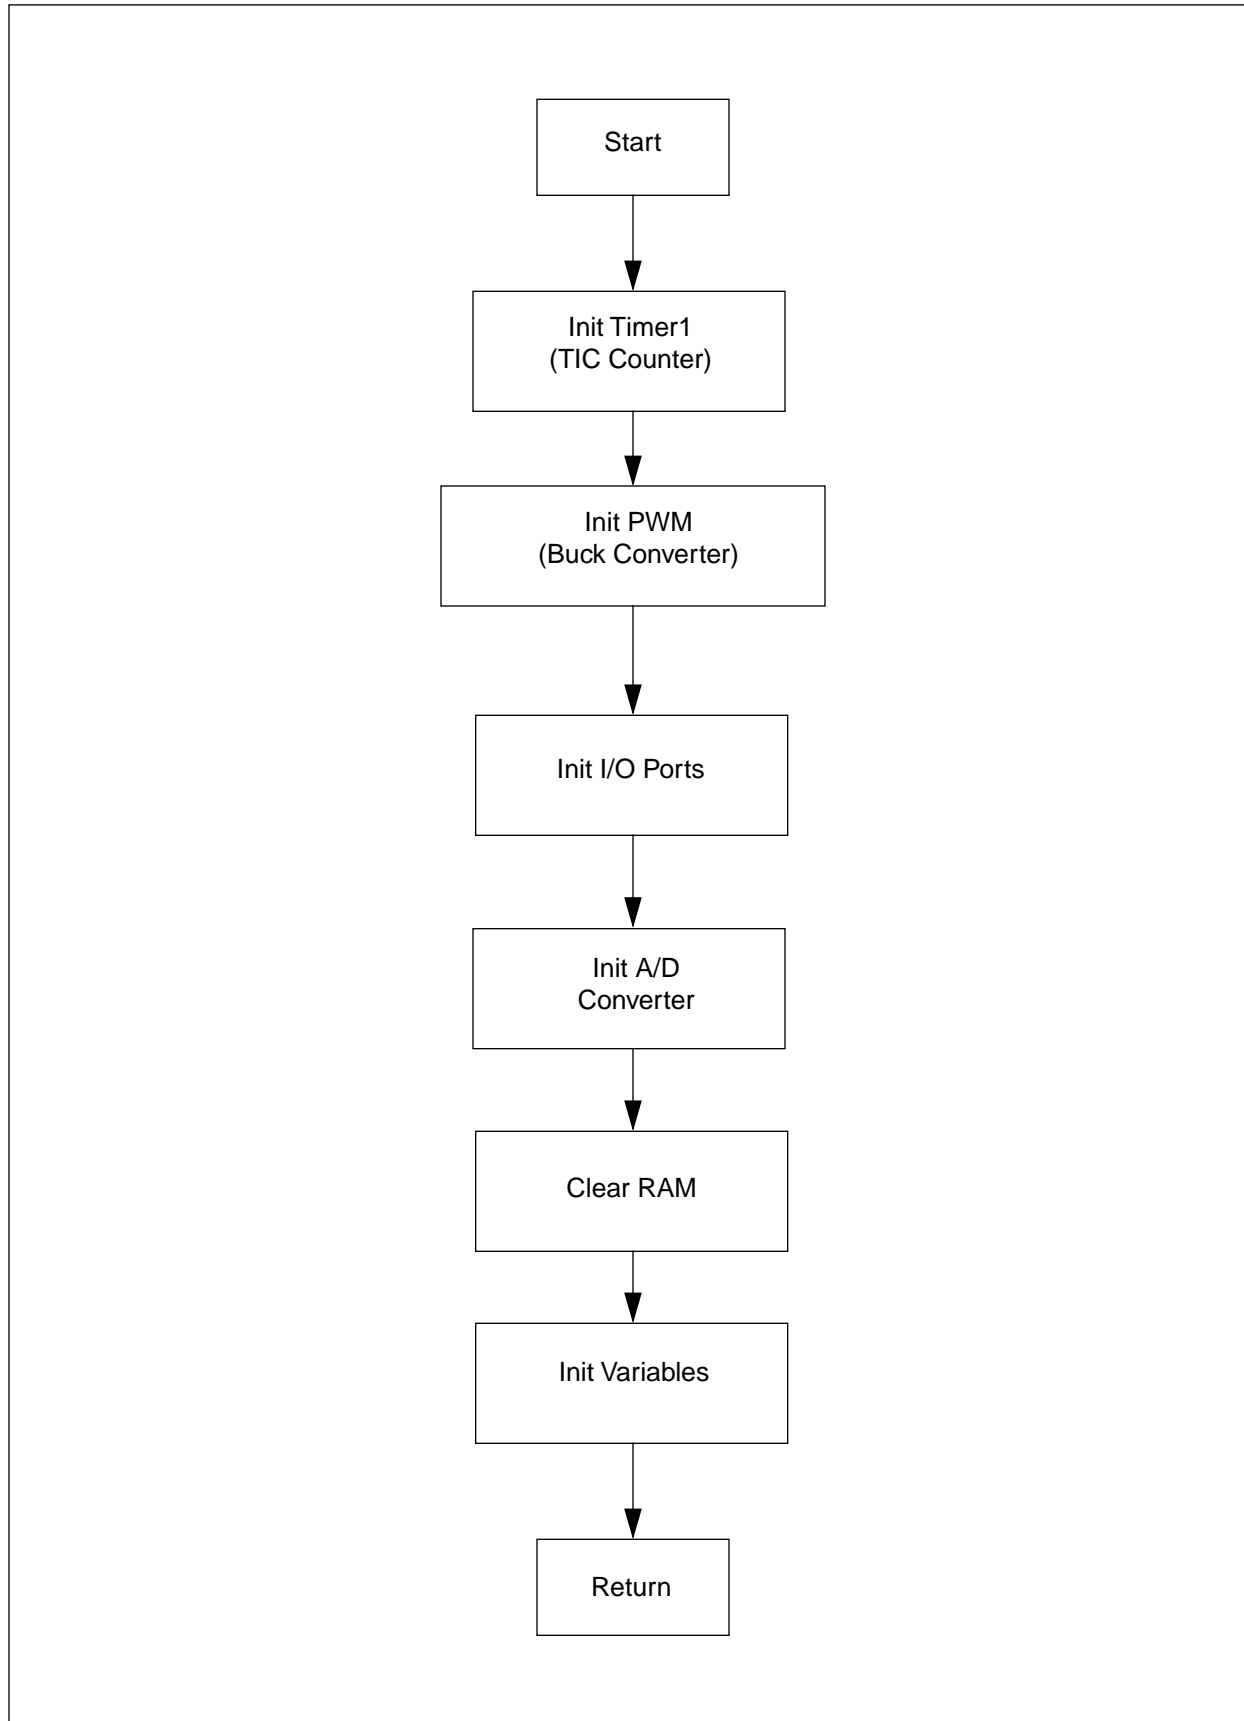 Start
Init Timer1
(TIC Counter)
Init PWM
(Buck Converter)
Init I/O Ports
Init A/D
Converter
Clear RAM
Init Variables
Return